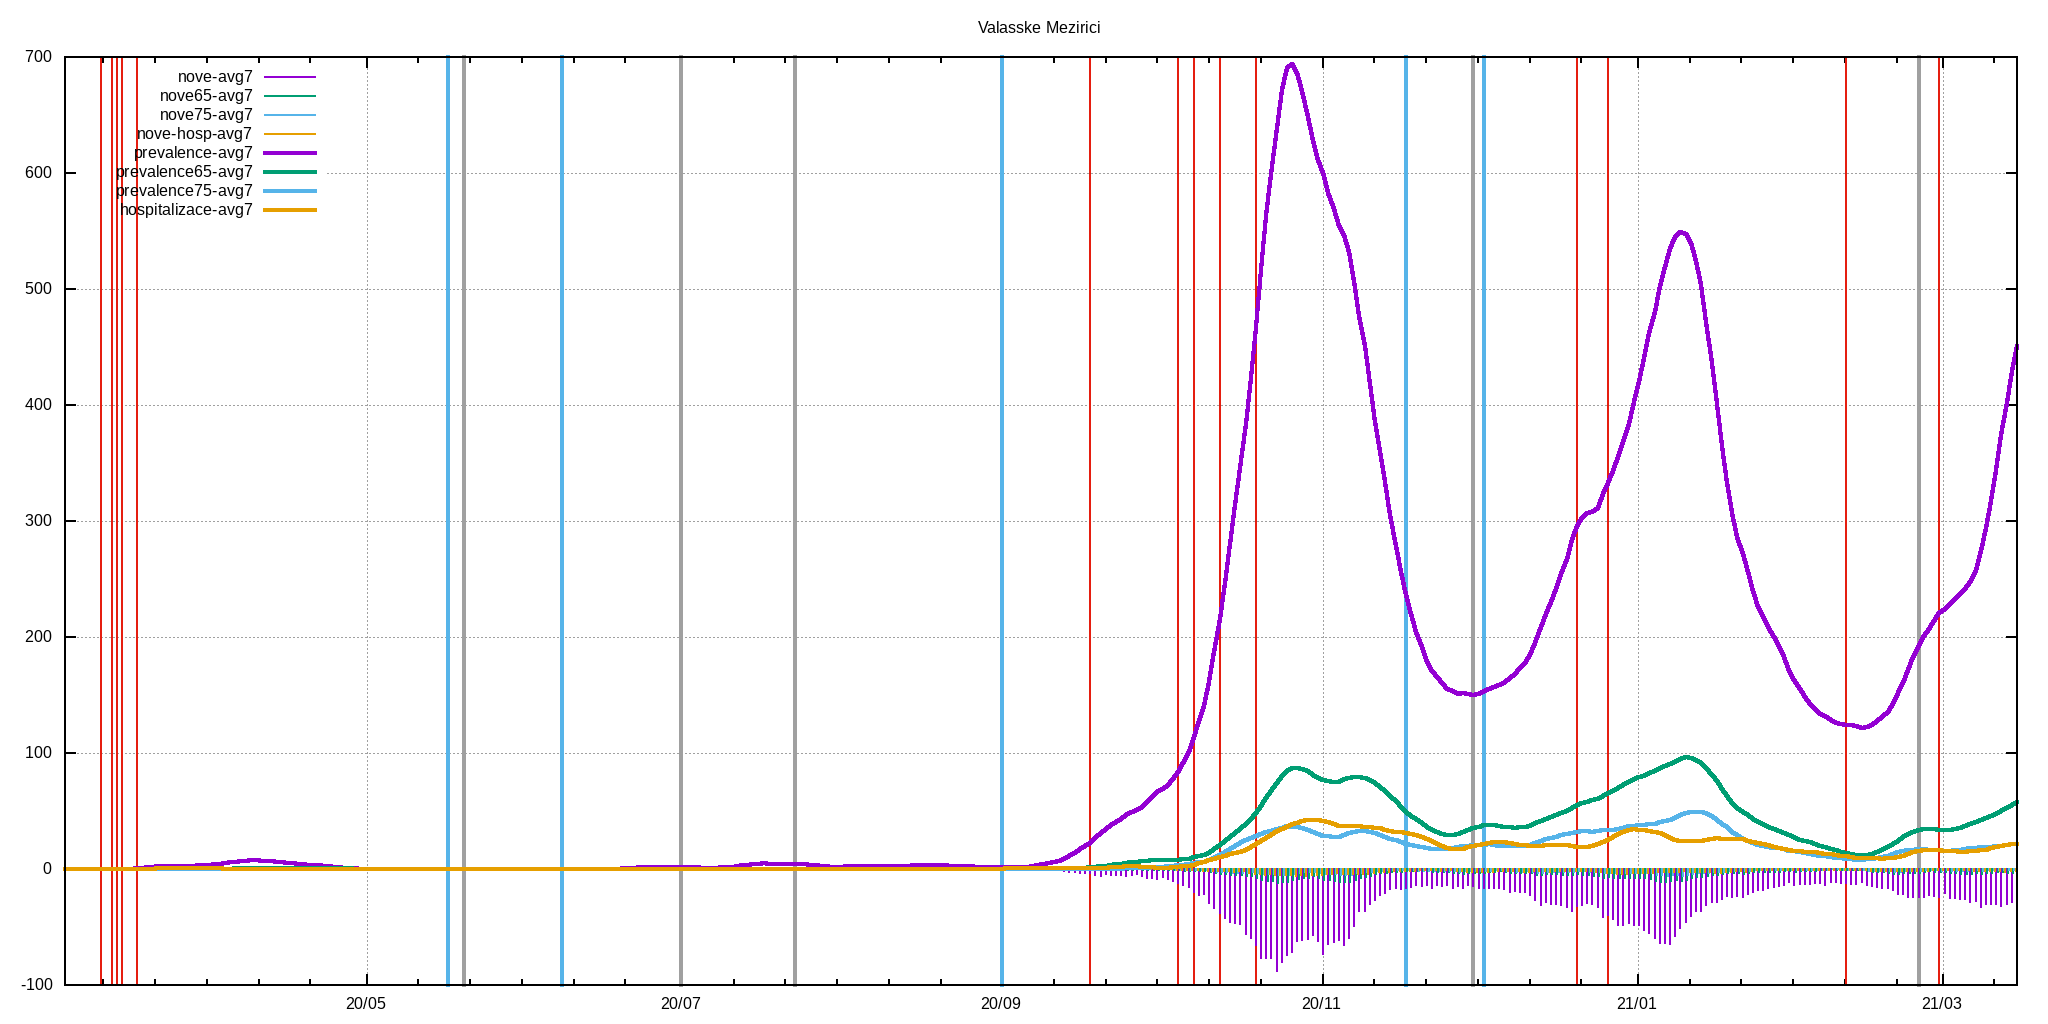 Valasske Mezirici
700
600
500
400
300
200
100
0
-100
nove-avg7
nove65-avg7
nove75-avg7
nove-hosp-avg7
prevalence-avg7
prevalence65-avg7
prevalence75-avg7
hospitalizace-avg7
20/05 20/07 20/09 20/11 21/01 21/03